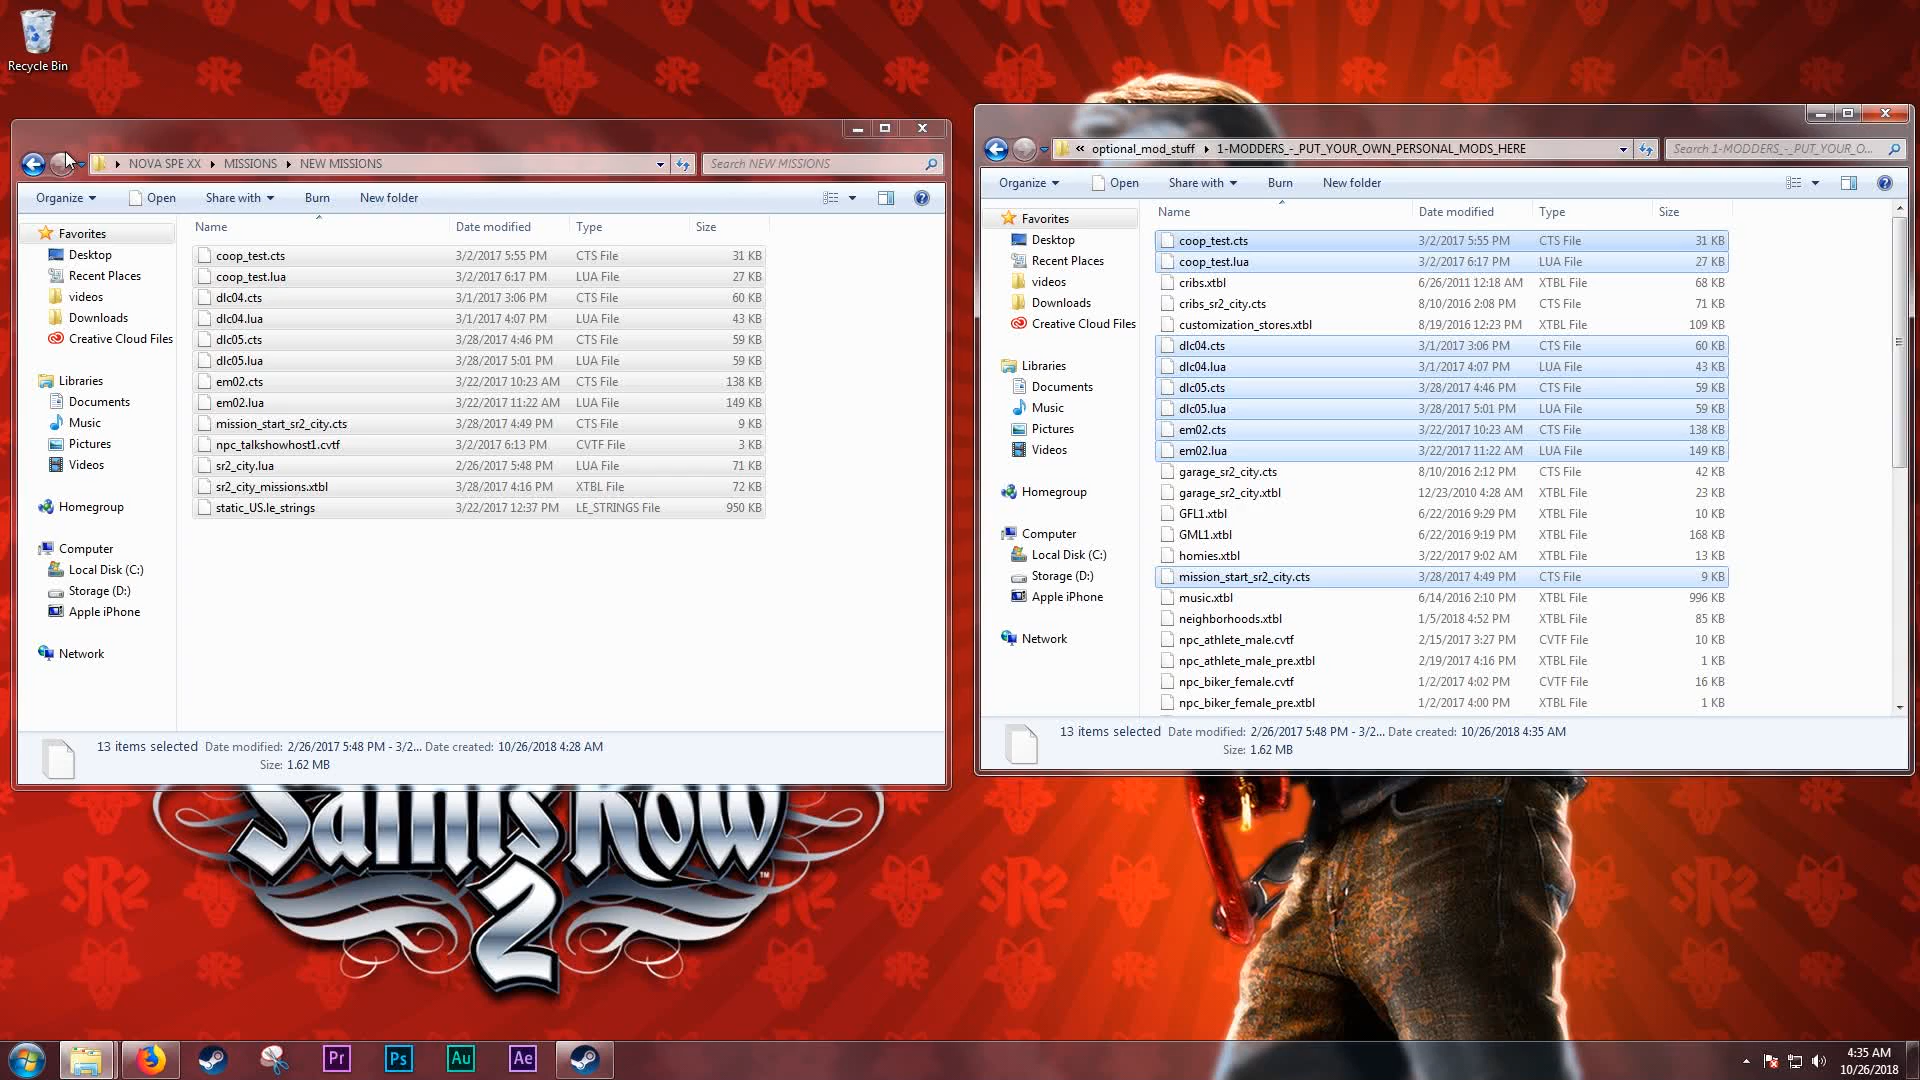 Recycle Bin
NOVA SPE XX MISSIONS NEW MISSIONS
Search NEW MISSIONS
Organize Open Share with Burn New folder
Name Date modified Type Size
Favorites
Desktop
Recent Places
videos
Downloads
Creative Cloud Files
Libraries
Documents
Music
Pictures
Videos
Homegroup
Computer
Local Disk (C:)
Storage (D:)
Apple iPhone
Network
coop_test.cts 3/2/2017 5:55 PM CTS File 31 KB
coop_test.lua 3/2/2017 6:17 PM LUA File 27 KB
dlc04.cts 3/1/2017 3:06 PM CTS File 60 KB
dlc04.lua 3/1/2017 4:07 PM LUA File 43 KB
dlc05.cts 3/28/2017 4:46 PM CTS File 59 KB
dlc05.lua 3/28/2017 5:01 PM LUA File 59 KB
em02.cts 3/22/2017 10:23 AM CTS File 138 KB
em02.lua 3/22/2017 11:22 AM LUA File 149 KB
mission_start_sr2_city.cts 3/28/2017 4:49 PM CTS File 9 KB
npc_talkshowhost1.cvtf 3/2/2017 6:13 PM CVTF File 3 KB
sr2_city.lua 2/26/2017 5:48 PM LUA File 71 KB
sr2_city_missions.xtbl 3/28/2017 4:16 PM XTBL File 72 KB
static_US.le_strings 3/22/2017 12:37 PM LE_STRINGS File 950 KB
13 items selected Date modified: 2/26/2017 5:48 PM - 3/2... Date created: 10/26/2018 4:28 AM
Size: 1.62 MB
« optional_mod_stuff 1-MODDERS_-_PUT_YOUR_OWN_PERSONAL_MODS_HERE
Search 1-MODDERS_-_PUT_YOUR_O...
Organize Open Share with Burn New folder
Name Date modified Type Size
Favorites
Desktop
Recent Places
videos
Downloads
Creative Cloud Files
Libraries
Documents
Music
Pictures
Videos
Homegroup
Computer
Local Disk (C:)
Storage (D:)
Apple iPhone
Network
coop_test.cts 3/2/2017 5:55 PM CTS File 31 KB
coop_test.lua 3/2/2017 6:17 PM LUA File 27 KB
cribs.xtbl 6/26/2011 12:18 AM XTBL File 68 KB
cribs_sr2_city.cts 8/10/2016 2:08 PM CTS File 71 KB
customization_stores.xtbl 8/19/2016 12:23 PM XTBL File 109 KB
dlc04.cts 3/1/2017 3:06 PM CTS File 60 KB
dlc04.lua 3/1/2017 4:07 PM LUA File 43 KB
dlc05.cts 3/28/2017 4:46 PM CTS File 59 KB
dlc05.lua 3/28/2017 5:01 PM LUA File 59 KB
em02.cts 3/22/2017 10:23 AM CTS File 138 KB
em02.lua 3/22/2017 11:22 AM LUA File 149 KB
garage_sr2_city.cts 8/10/2016 2:12 PM CTS File 42 KB
garage_sr2_city.xtbl 12/23/2010 4:28 AM XTBL File 23 KB
GFL1.xtbl 6/22/2016 9:29 PM XTBL File 10 KB
GML1.xtbl 6/22/2016 9:19 PM XTBL File 168 KB
homies.xtbl 3/22/2017 9:02 AM XTBL File 13 KB
mission_start_sr2_city.cts 3/28/2017 4:49 PM CTS File 9 KB
music.xtbl 6/14/2016 2:10 PM XTBL File 996 KB
neighborhoods.xtbl 1/5/2018 4:52 PM XTBL File 85 KB
npc_athlete_male.cvtf 2/15/2017 3:27 PM CVTF File 10 KB
npc_athlete_male_pre.xtbl 2/19/2017 4:16 PM XTBL File 1 KB
npc_biker_female.cvtf 1/2/2017 4:02 PM CVTF File 16 KB
npc_biker_female_pre.xtbl 1/2/2017 4:00 PM XTBL File 1 KB
13 items selected Date modified: 2/26/2017 5:48 PM - 3/2... Date created: 10/26/2018 4:35 AM
Size: 1.62 MB
Saints Row
2
TM
SR2
Pr Ps Au Ae
4:35 AM
10/26/2018